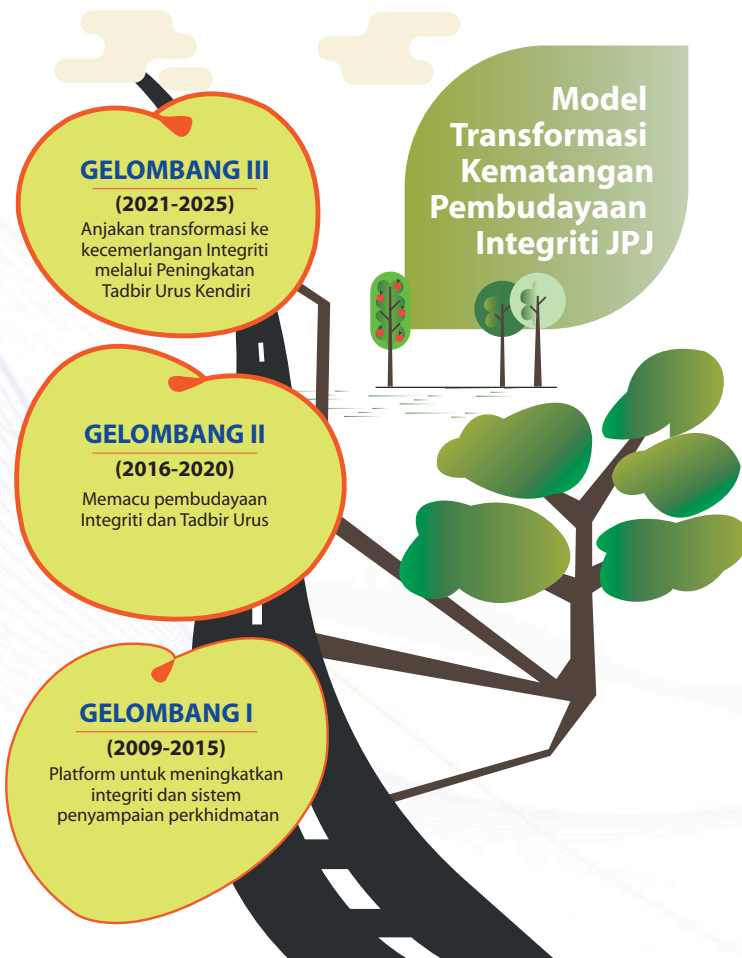 Model
Transformasi
Kematangan
Pembudayaan
Integriti JPJ
GELOMBANG III
(2021-2025)
Anjakan transformasi ke
kecemerlangan Integriti
melalui Peningkatan
Tadbir Urus Kendiri
GELOMBANG II
(2016-2020)
Memacu pembudayaan
Integriti dan Tadbir Urus
GELOMBANG I
(2009-2015)
Platform untuk meningkatkan
integriti dan sistem
penyampaian perkhidmatan